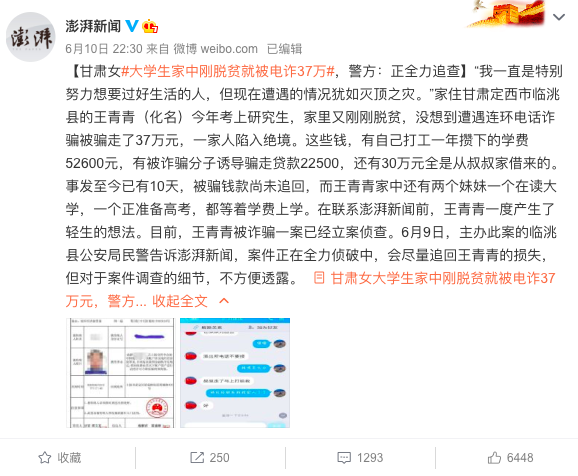 澎湃
澎湃新闻
6月10日 22:30 来自 微博 weibo.com 已编辑
【甘肃女#大学生家中刚脱贫就被电诈37万#，警方：正全力追查】“我一直是特别
努力想要过好生活的人，但现在遭遇的情况犹如灭顶之灾。”家住甘肃定西市临洮
县的王青青（化名）今年考上研究生，家里又刚刚脱贫，没想到遭遇连环电话诈
骗被骗走了37万元，一家人陷入绝境。这些钱，有自己打工一年攒下的学费
52600元，有被诈骗分子诱导骗走贷款22500，还有30万元全是从叔叔家借来的。
事发至今已有10天，被骗钱款尚未追回，而王青青家中还有两个妹妹一个在读大
学，一个正准备高考，都等着学费上学。在联系澎湃新闻前，王青青一度产生了
轻生的想法。目前，王青青被诈骗一案已经立案侦查。6月9日，主办此案的临洮
县公安局民警告诉澎湃新闻，案件正在全力侦破中，会尽量追回王青青的损失，
但对于案件调查的细节，不方便透露。 甘肃女大学生家中刚脱贫就被电诈37
万元，警方... 收起全文
收藏
250
1293
6448